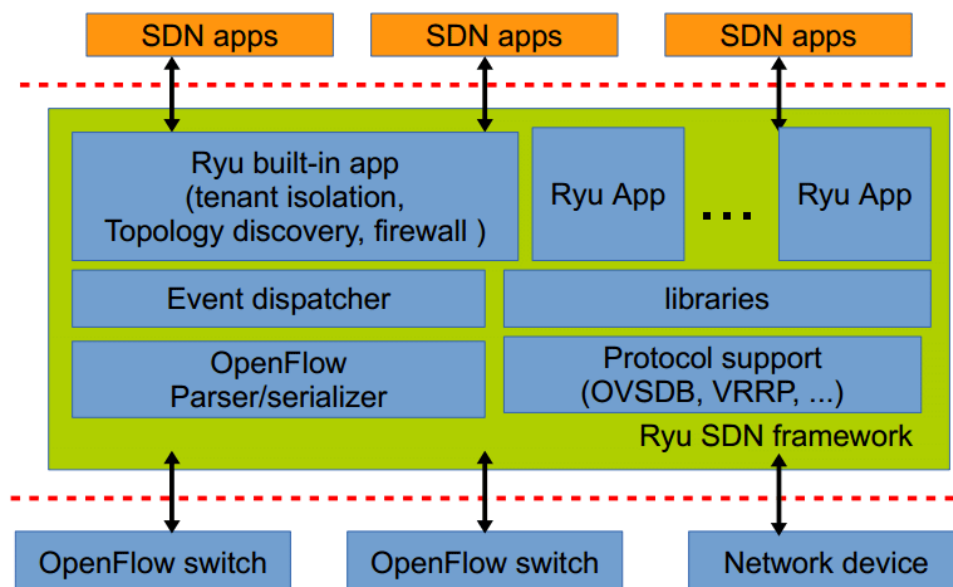 SDN apps
SDN apps
SDN apps
Ryu built-in app
(tenant isolation,
Topology discovery, firewall )
Ryu App
...
Ryu App
Event dispatcher
libraries
OpenFlow
Parser/serializer
Protocol support
(OVSDB, VRRP, ...)
Ryu SDN framework
OpenFlow switch
OpenFlow switch
Network device